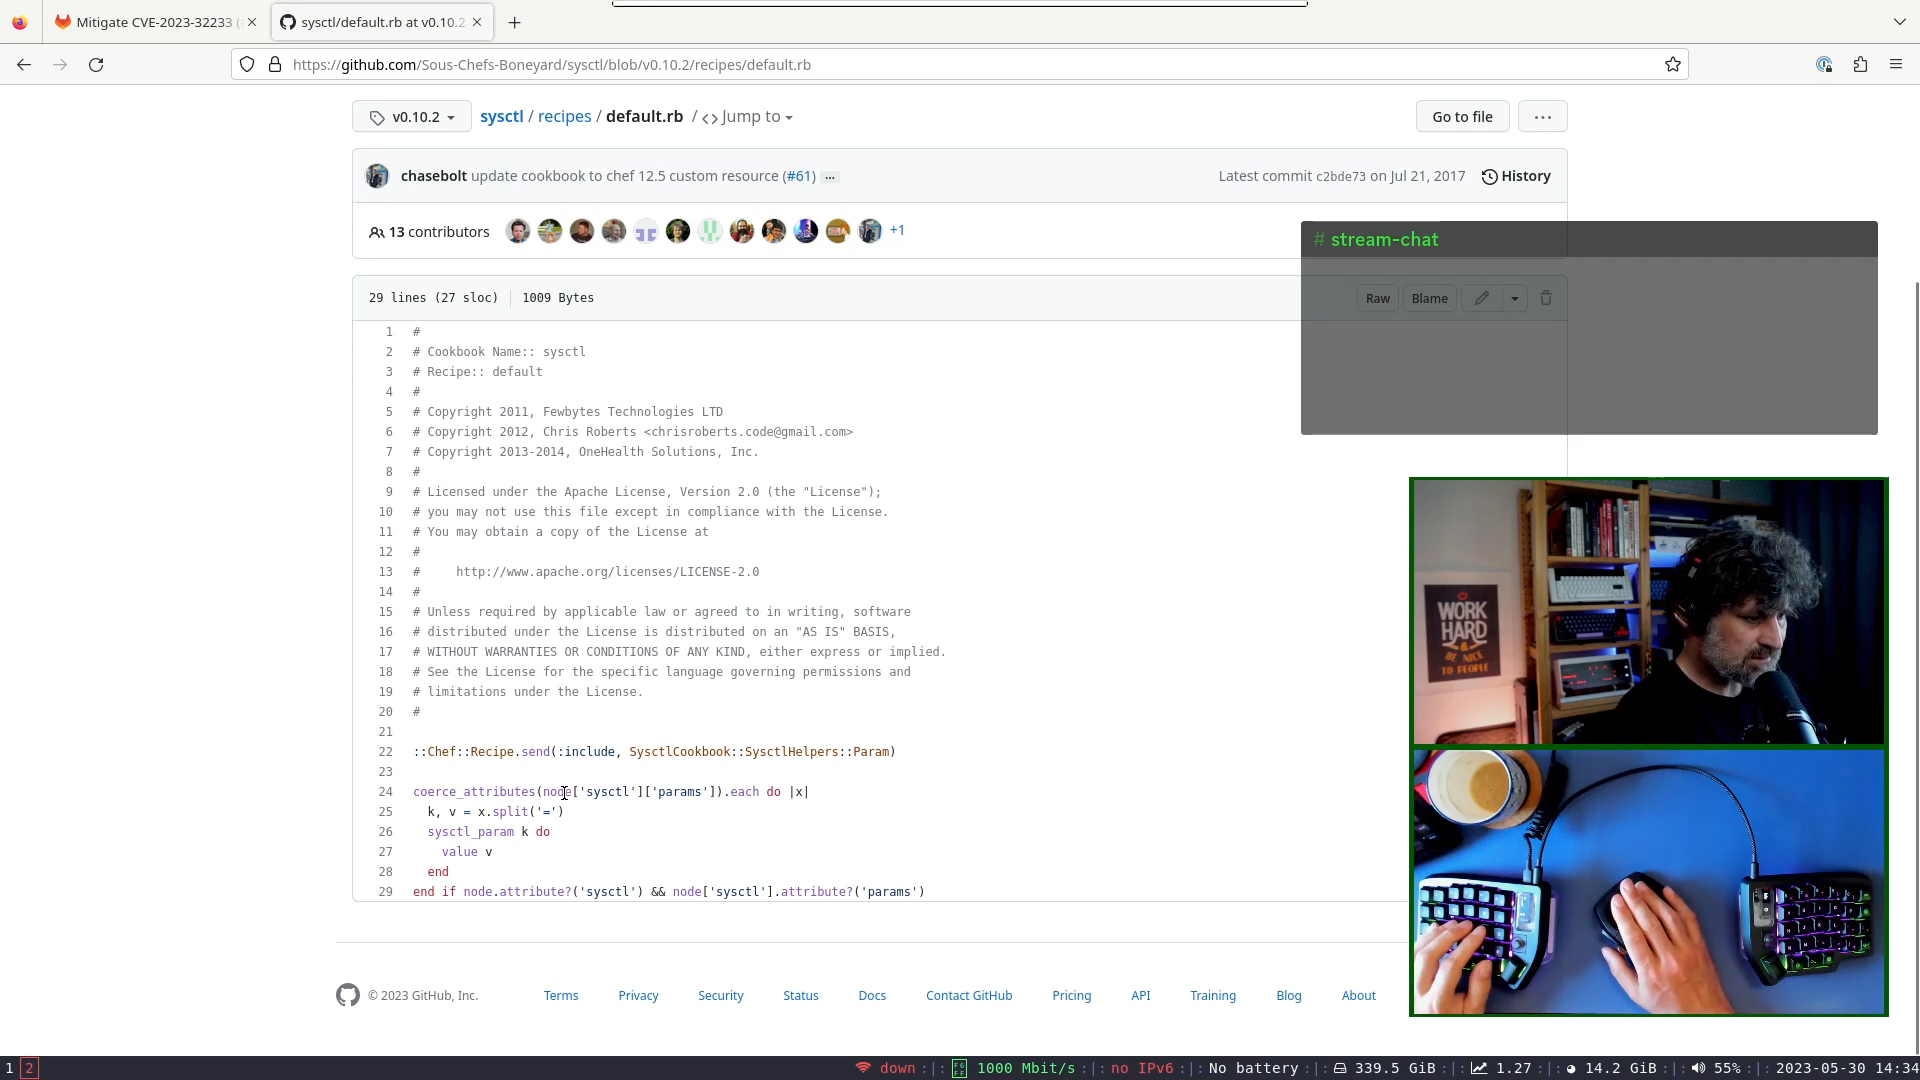 Mitigate CVE-2023-32233
sysctl/default.rb at v0.10.2
https://github.com/Sous-Chefs-Boneyard/sysctl/blob/v0.10.2/recipes/default.rb
v0.10.2
sysctl / recipes / default.rb / <> Jump to
Go to file
...
chasebolt update cookbook to chef 12.5 custom resource (#61) ...
Latest commit c2bde73 on Jul 21, 2017
History
13 contributors
+1
# stream-chat
29 lines (27 sloc) 1009 Bytes
Raw
Blame
1 #
2 # Cookbook Name:: sysctl
3 # Recipe:: default
4 #
5 # Copyright 2011, Fewbytes Technologies LTD
6 # Copyright 2012, Chris Roberts <chrisroberts.code@gmail.com>
7 # Copyright 2013-2014, OneHealth Solutions, Inc.
8 #
9 # Licensed under the Apache License, Version 2.0 (the "License");
10 # you may not use this file except in compliance with the License.
11 # You may obtain a copy of the License at
12 #
13 #     http://www.apache.org/licenses/LICENSE-2.0
14 #
15 # Unless required by applicable law or agreed to in writing, software
16 # distributed under the License is distributed on an "AS IS" BASIS,
17 # WITHOUT WARRANTIES OR CONDITIONS OF ANY KIND, either express or implied.
18 # See the License for the specific language governing permissions and
19 # limitations under the License.
20 #
21
22 ::Chef::Recipe.send(:include, SysctlCookbook::SysctlHelpers::Param)
23
24 coerce_attributes(node['sysctl']['params']).each do |x|
25   k, v = x.split('=')
26   sysctl_param k do
27     value v
28   end
29 end if node.attribute?('sysctl') && node['sysctl'].attribute?('params')
WORK
HARD
& BE NICE
TO PEOPLE
© 2023 GitHub, Inc.
Terms
Privacy
Security
Status
Docs
Contact GitHub
Pricing
API
Training
Blog
About
1 2
down :|: 1000 Mbit/s :|: no IPv6 :|: No battery :|: 339.5 GiB :|: 1.27 :|: 14.2 GiB :|: 55% :|: 2023-05-30 14:34